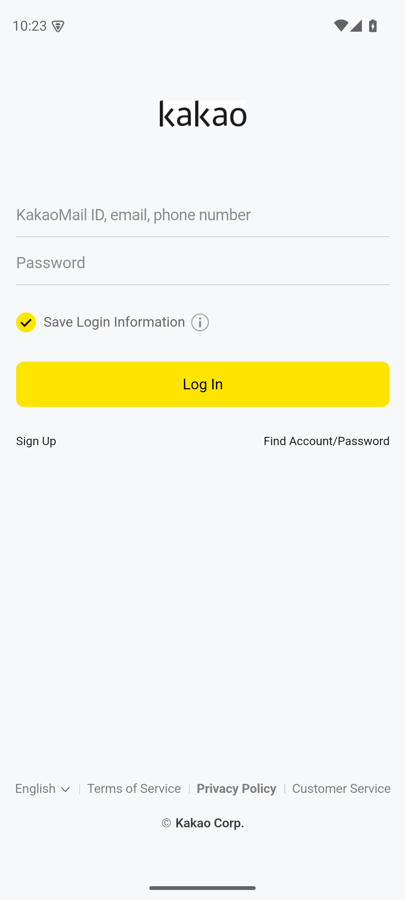 10:23
kakao
KakaoMail ID, email, phone number
Password
Save Login Information
Log In
Sign Up
Find Account/Password
English | Terms of Service | Privacy Policy | Customer Service
© Kakao Corp.